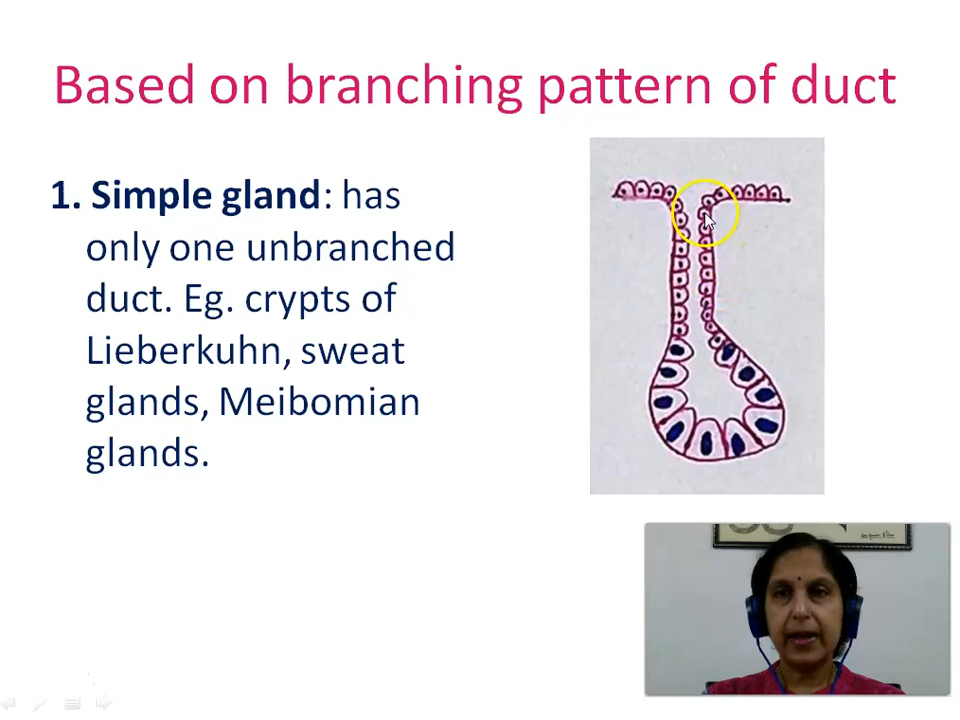 Based on branching pattern of duct
1. Simple gland: has
only one unbranched
duct. Eg. crypts of
Lieberkuhn, sweat
glands, Meibomian
glands.